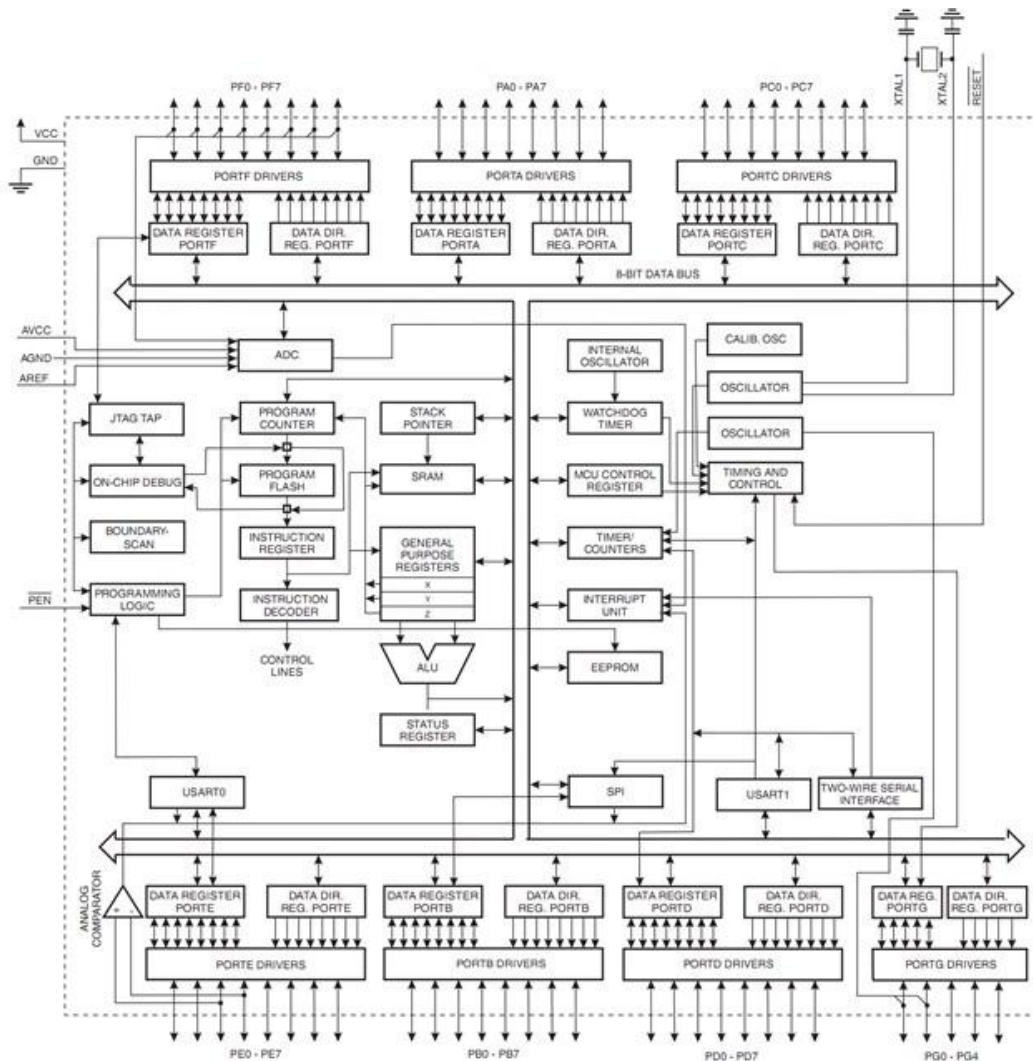 XTAL1
XTAL2
RESET
PF0 - PF7
PA0 - PA7
PC0 - PC7
VCC
GND
PORTF DRIVERS
PORTA DRIVERS
PORTC DRIVERS
DATA REGISTER
PORTF
DATA DIR.
REG. PORTF
DATA REGISTER
PORTA
DATA DIR.
REG. PORTA
DATA REGISTER
PORTC
DATA DIR.
REG. PORTC
8-BIT DATA BUS
AVCC
AGND
AREF
ADC
INTERNAL
OSCILLATOR
CALIB. OSC
OSCILLATOR
JTAG TAP
PROGRAM
COUNTER
STACK
POINTER
WATCHDOG
TIMER
OSCILLATOR
ON-CHIP DEBUG
PROGRAM
FLASH
SRAM
MCU CONTROL
REGISTER
TIMING AND
CONTROL
BOUNDARY-
SCAN
INSTRUCTION
REGISTER
GENERAL
PURPOSE
REGISTERS
X
Y
Z
TIMER/
COUNTERS
PEN
PROGRAMMING
LOGIC
INSTRUCTION
DECODER
INTERRUPT
UNIT
CONTROL
LINES
ALU
EEPROM
STATUS
REGISTER
USART0
SPI
USART1
TWO-WIRE SERIAL
INTERFACE
ANALOG
COMPARATOR
+
-
DATA REGISTER
PORTE
DATA DIR.
REG. PORTE
DATA REGISTER
PORTB
DATA DIR.
REG. PORTB
DATA REGISTER
PORTD
DATA DIR.
REG. PORTD
DATA REG.
PORTG
DATA DIR.
REG. PORTG
PORTE DRIVERS
PORTB DRIVERS
PORTD DRIVERS
PORTG DRIVERS
PE0 - PE7
PB0 - PB7
PD0 - PD7
PG0 - PG4